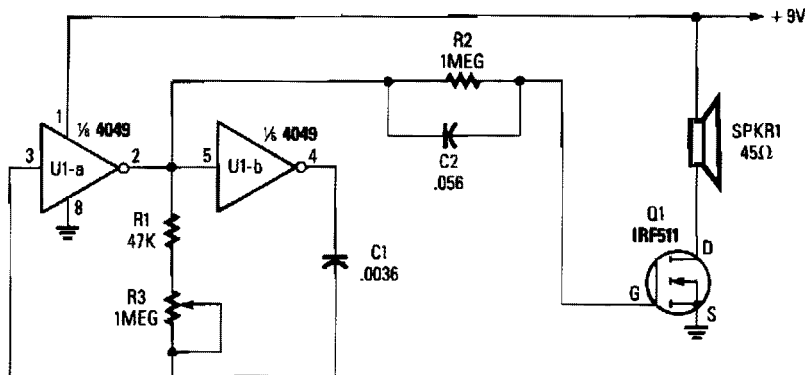 + 9V
R2
1MEG
1
⅙ 4049
⅙ 4049
SPKR1
45Ω
3
U1-a
2
5
U1-b
4
C2
.056
8
R1
47K
Q1
IRF511
C1
.0036
D
R3
1MEG
G
S